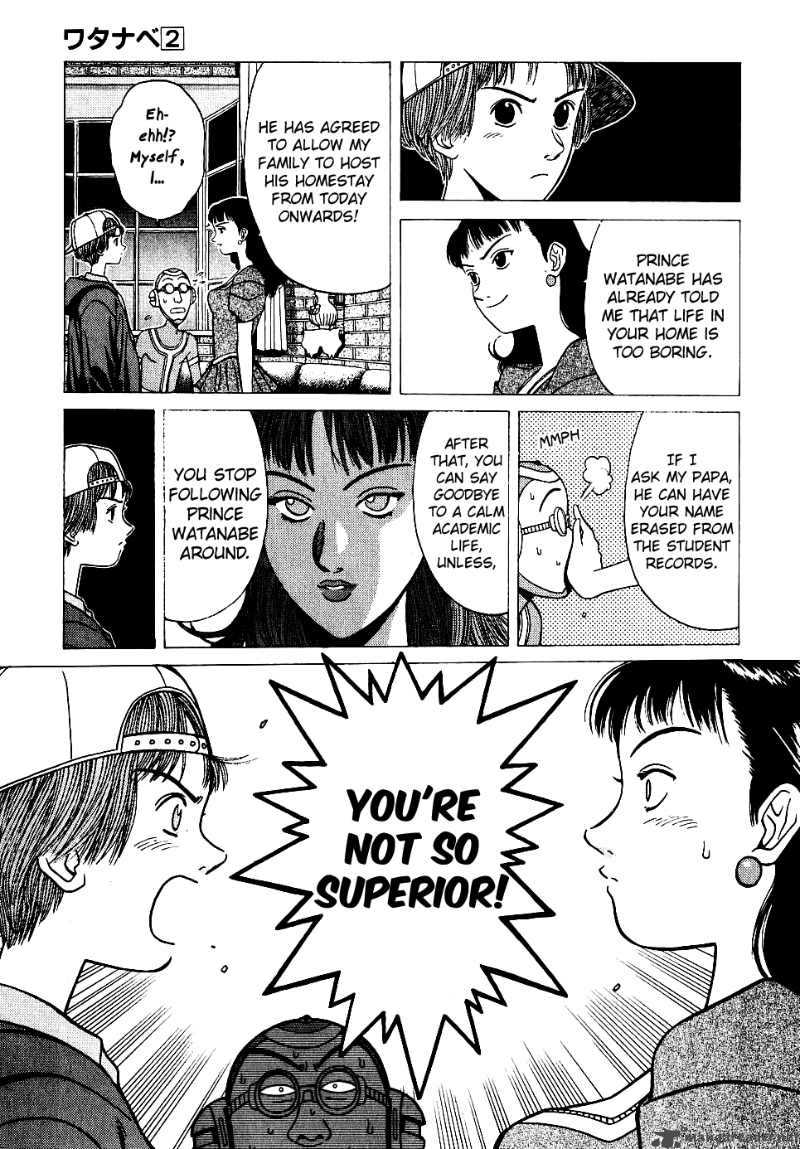 ワタナベ2
HE HAS AGREED
TO ALLOW MY
FAMILY TO HOST
HIS HOMESTAY
FROM TODAY
ONWARDS!
Eh-
ehh!?
Myself,
I...
PRINCE
WATANABE HAS
ALREADY TOLD
ME THAT LIFE IN
YOUR HOME IS
TOO BORING.
IF I
ASK MY PAPA,
HE CAN HAVE
YOUR NAME
ERASED FROM
THE STUDENT
RECORDS.
MMPH
AFTER
THAT, YOU
CAN SAY
GOODBYE
TO A CALM
ACADEMIC
LIFE,
UNLESS,
YOU STOP
FOLLOWING
PRINCE
WATANABE
AROUND.
YOU'RE
NOT SO
SUPERIOR!